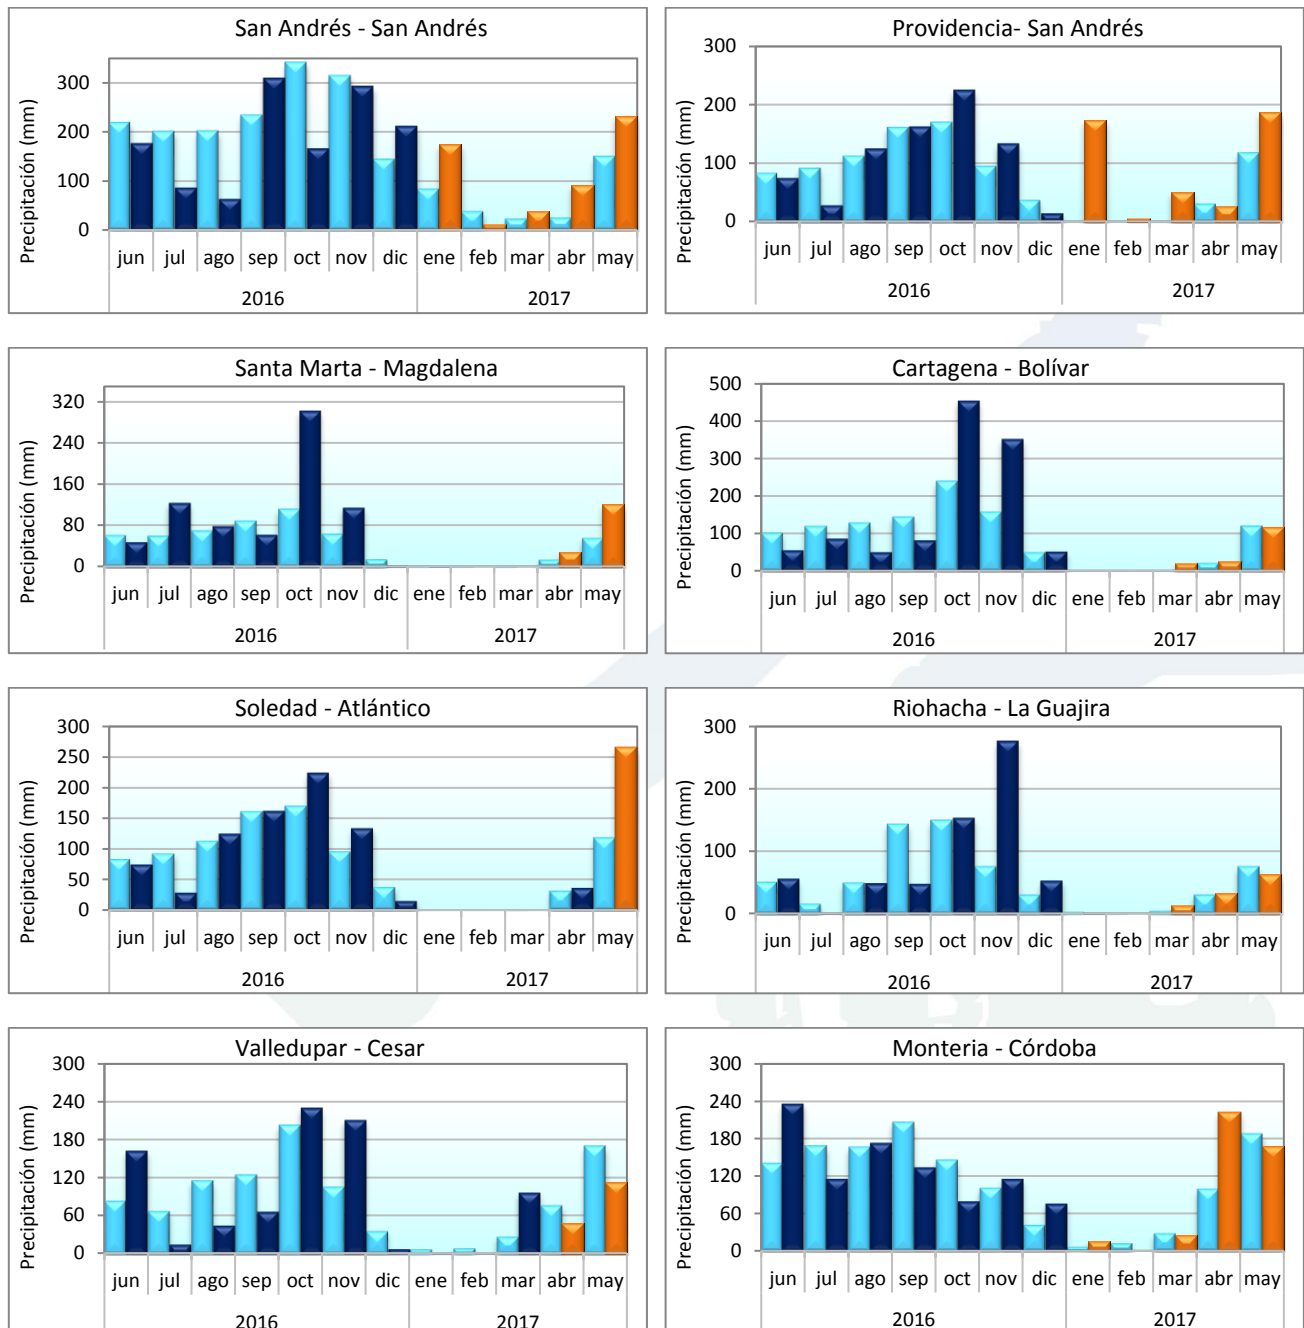 San Andrés - San Andrés
Precipitación (mm)
300
200
100
0
jun jul ago sep oct nov dic ene feb mar abr may
2016 2017
Providencia- San Andrés
Precipitación (mm)
300
200
100
0
jun jul ago sep oct nov dic ene feb mar abr may
2016 2017
Santa Marta - Magdalena
Precipitación (mm)
320
240
160
80
0
jun jul ago sep oct nov dic ene feb mar abr may
2016 2017
Cartagena - Bolívar
Precipitación (mm)
500
400
300
200
100
0
jun jul ago sep oct nov dic ene feb mar abr may
2016 2017
Soledad - Atlántico
Precipitación (mm)
300
250
200
150
100
50
0
jun jul ago sep oct nov dic ene feb mar abr may
2016 2017
Riohacha - La Guajira
Precipitación (mm)
300
200
100
0
jun jul ago sep oct nov dic ene feb mar abr may
2016 2017
Valledupar - Cesar
Precipitación (mm)
300
240
180
120
60
0
jun jul ago sep oct nov dic ene feb mar abr may
2016 2017
Monteria - Córdoba
Precipitación (mm)
300
240
180
120
60
0
jun jul ago sep oct nov dic ene feb mar abr may
2016 2017